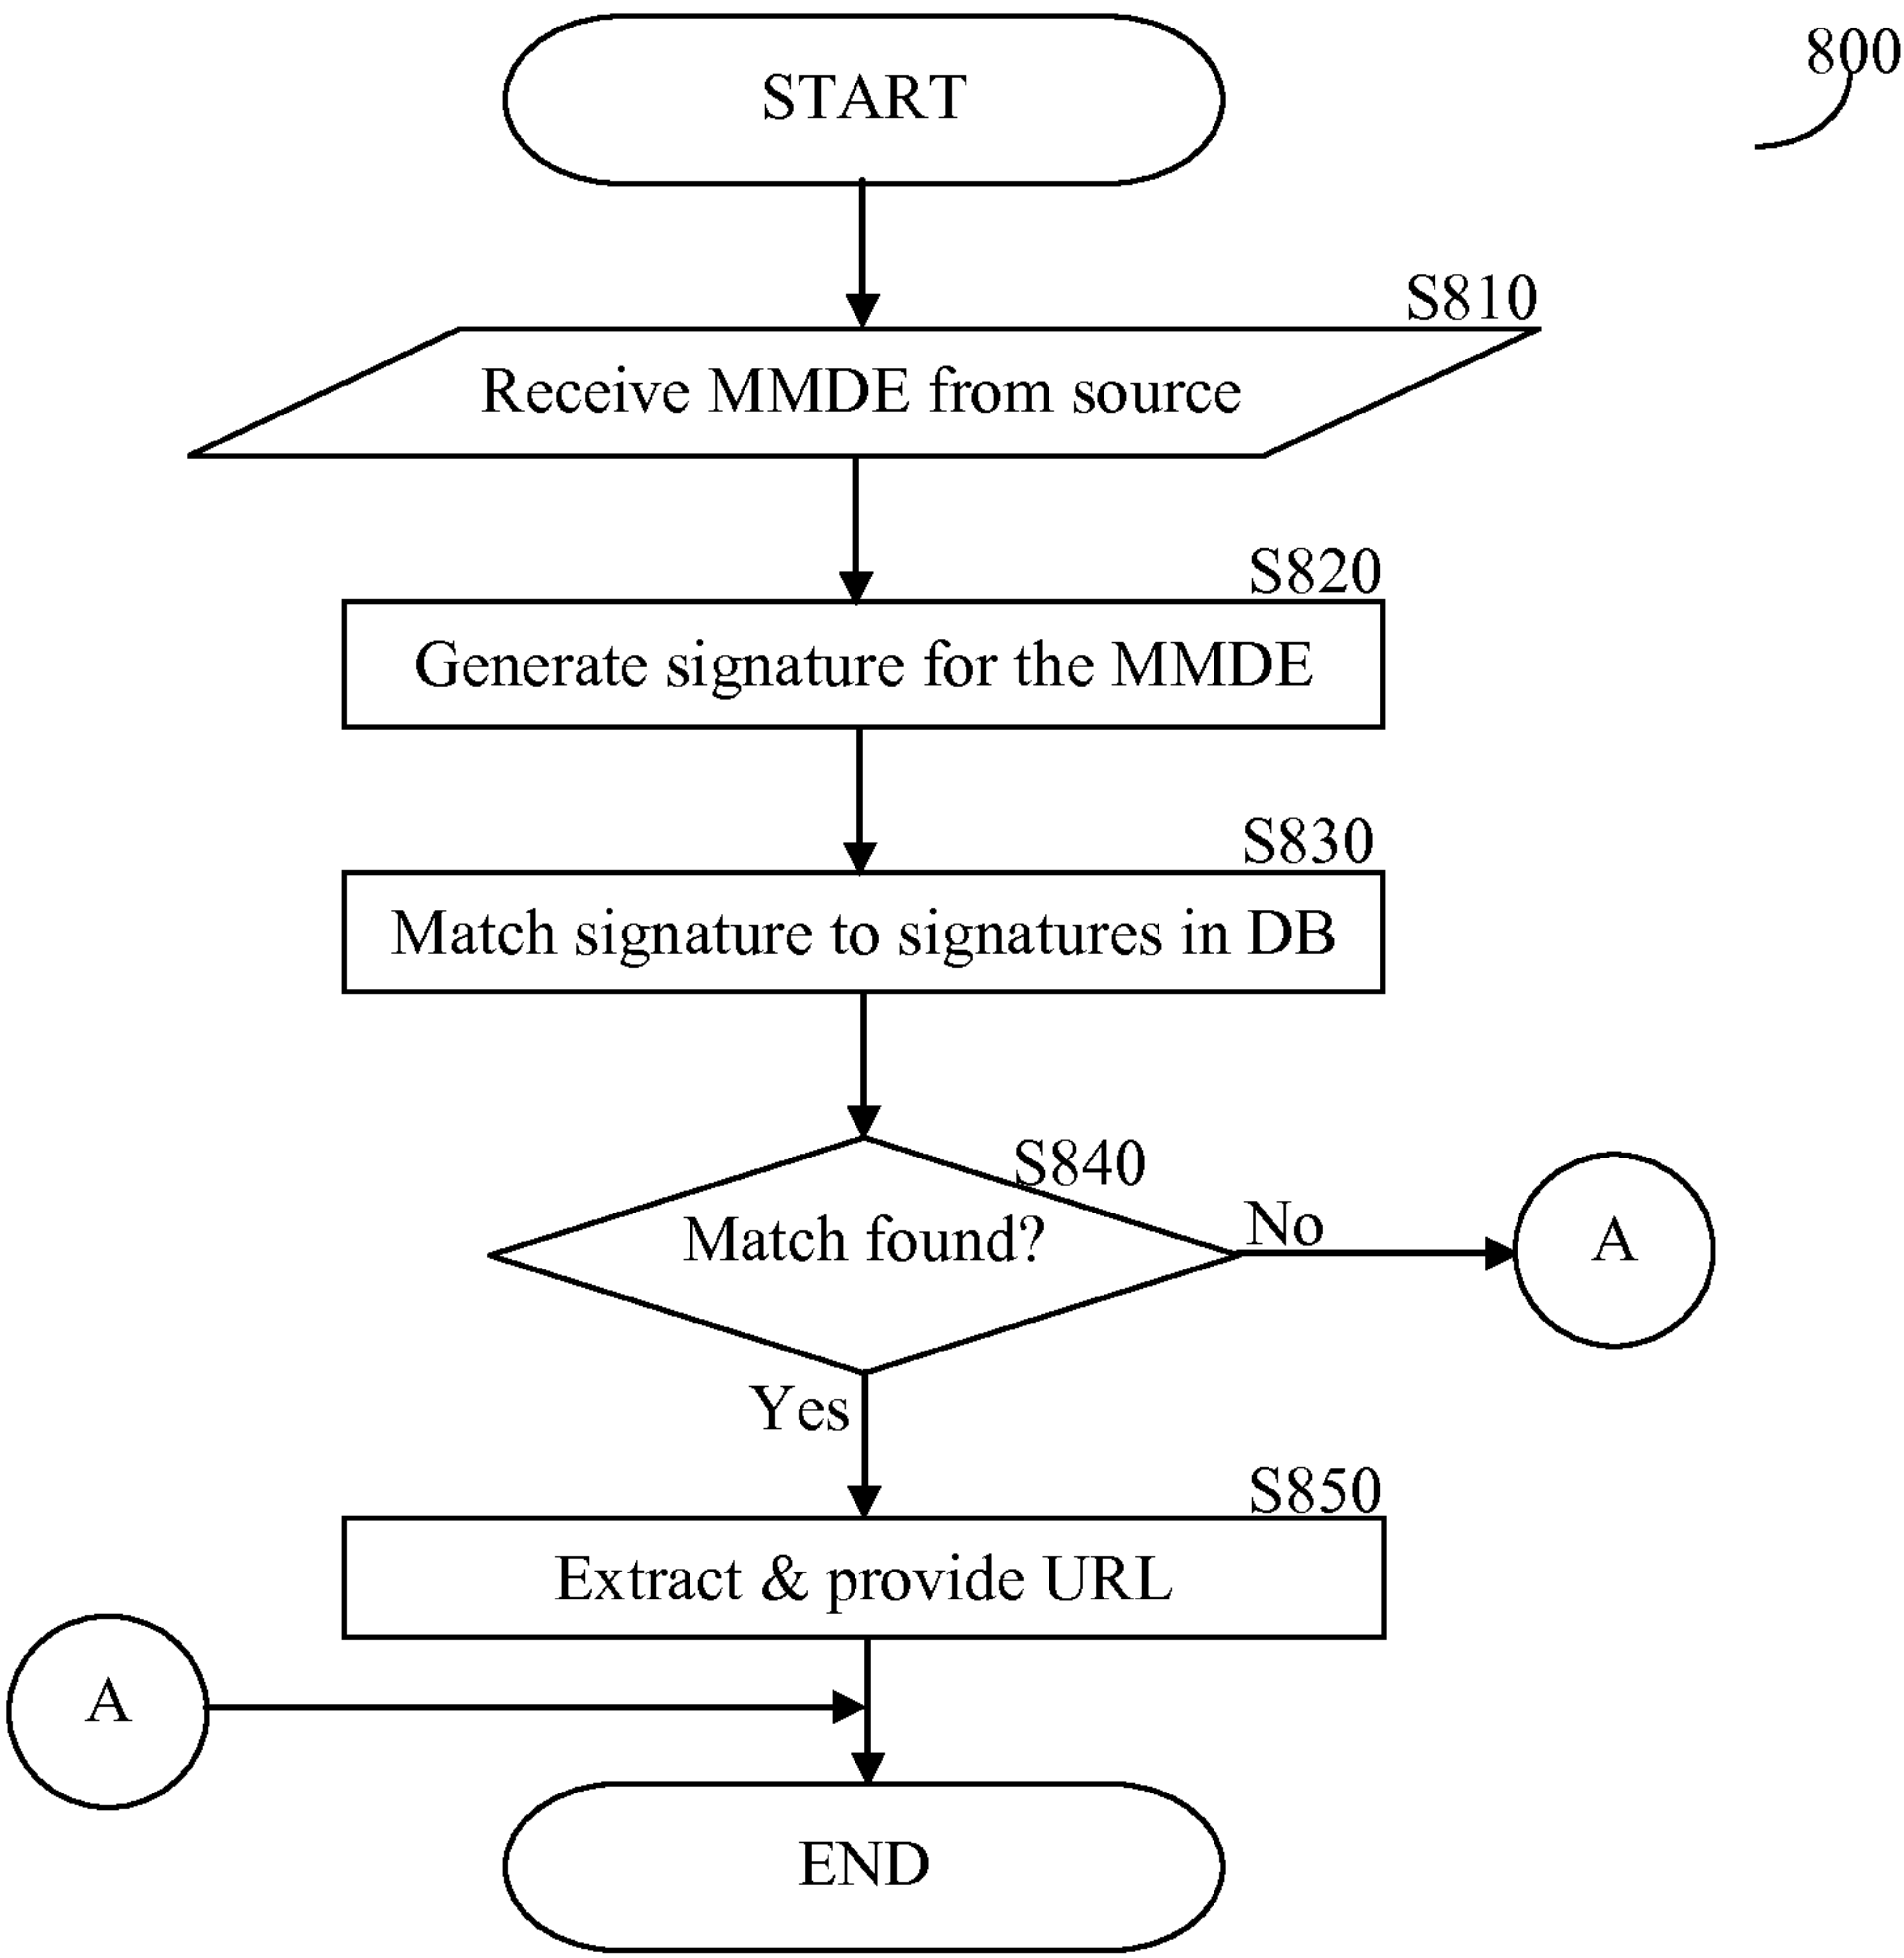 START
800
S810
Receive MMDE from source
S820
Generate signature for the MMDE
S830
Match signature to signatures in DB
S840
Match found?
No
A
Yes
S850
Extract & provide URL
A
END